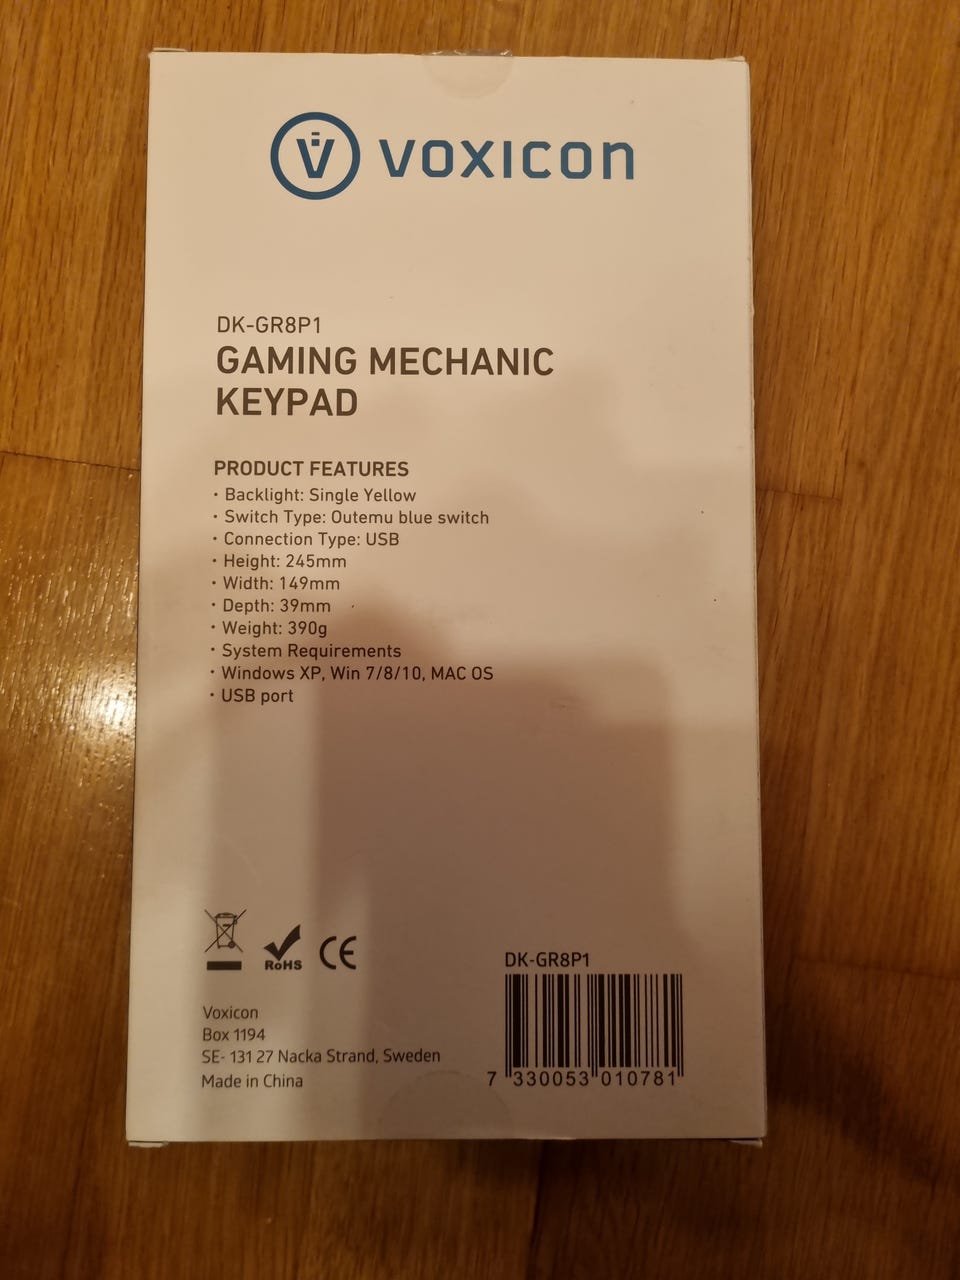 VOXICON
DK-GR8P1
GAMING MECHANIC
KEYPAD
PRODUCT FEATURES
· Backlight: Single Yellow
· Switch Type: Outemu blue switch
· Connection Type: USB
· Height: 245mm
· Width: 149mm
· Depth: 39mm
· Weight: 390g
· System Requirements
· Windows XP, Win 7/8/10, MAC OS
· USB port
RoHS CE
Voxicon
Box 1194
SE- 131 27 Nacka Strand, Sweden
Made in China
DK-GR8P1
7 330053 010781